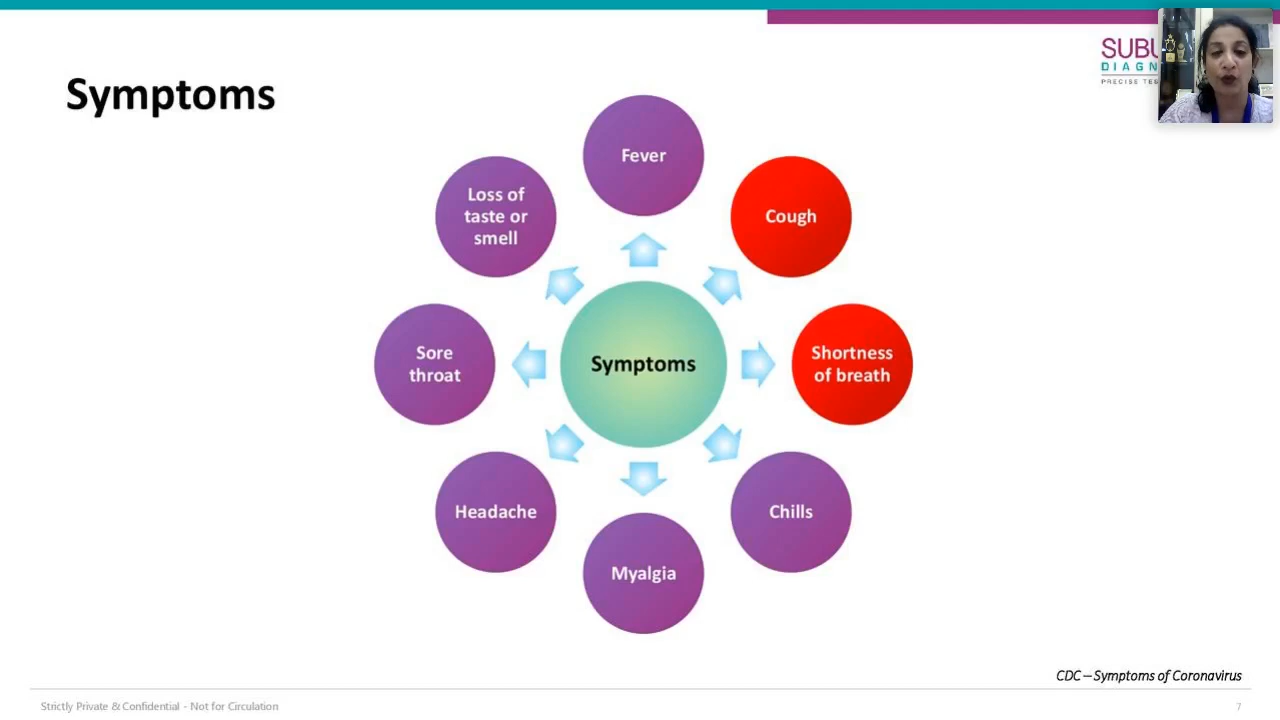 SUBU
DIAGN
PRECISE TES
Symptoms
Fever
Loss of
taste or
smell
Cough
Sore
throat
Symptoms
Shortness
of breath
Headache
Chills
Myalgia
CDC – Symptoms of Coronavirus
Strictly Private & Confidential - Not for Circulation
7